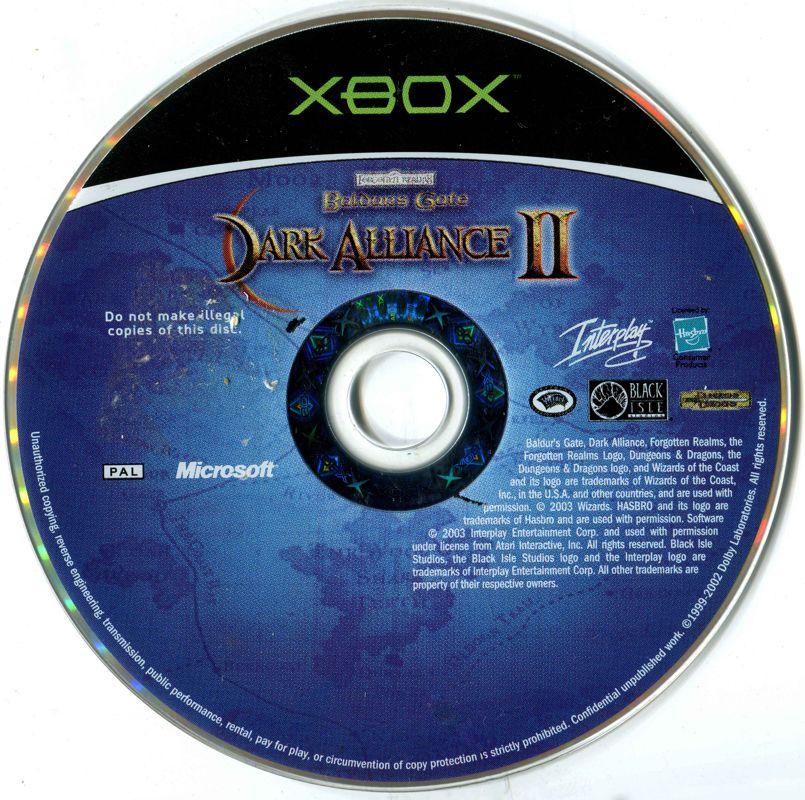 XBOX™
FORGOTTEN REALMS
Baldur's Gate
DARK ALLIANCE II
Do not make illegal
copies of this disc.
Interplay™
Licensed by:
Hasbro
Consumer
Products
BLACK
ISLE
STUDIOS
DUNGEONS
DRAGONS
PAL
Microsoft
Baldur's Gate, Dark Alliance, Forgotten Realms, the
Forgotten Realms Logo, Dungeons & Dragons, the
Dungeons & Dragons logo, and Wizards of the Coast
and its logo are trademarks of Wizards of the Coast,
Inc., in the U.S.A. and other countries, and are used with
permission. © 2003 Wizards. HASBRO and its logo are
trademarks of Hasbro and are used with permission. Software
© 2003 Interplay Entertainment Corp. and used with permission
under license from Atari Interactive, Inc. All rights reserved. Black Isle
Studios, the Black Isle Studios logo and the Interplay logo are
trademarks of Interplay Entertainment Corp. All other trademarks are
property of their respective owners.
Unauthorized copying, reverse engineering, transmission, public performance, rental, pay for play, or circumvention of copy protection is strictly prohibited. Confidential unpublished work. ©1999-2002 Dolby Laboratories. All rights reserved.